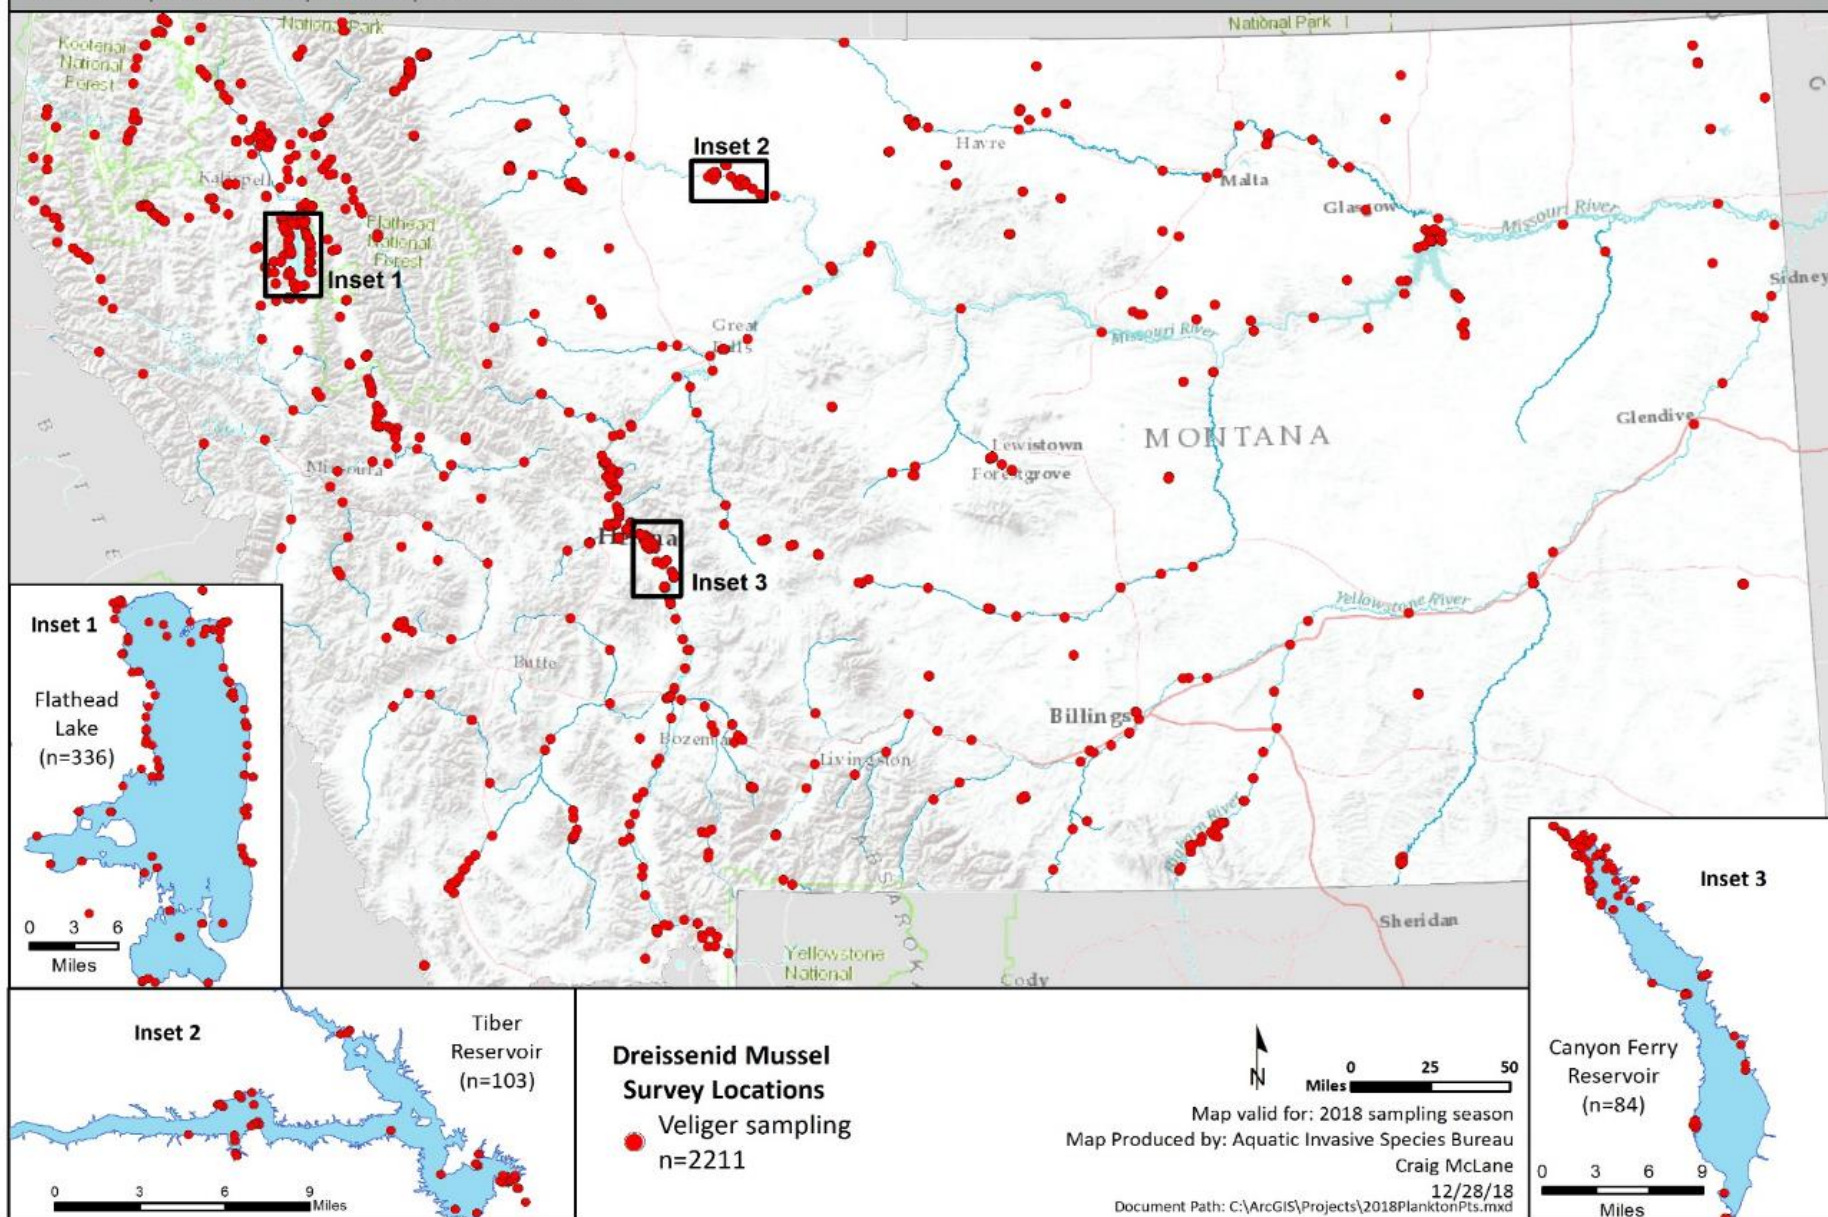 National Park
National Park
Kootenai
National
Forest
Inset 2
Havre
Malta
Kalispell
Glasgow
Missouri River
Flathead
National
Forest
Inset 1
Sidney
Great
Falls
Missouri River
Glendive
MONTANA
Lewistown
Forestgrove
Missoula
Helena
Inset 3
Yellowstone River
Butte
Billings
Bozeman
Livingston
Bighorn River
ABSAROKA
Sheridan
Yellowstone
National
Cody
BITTE
Inset 1
Flathead
Lake
(n=336)
0 3 6
Miles
Inset 2
Tiber
Reservoir
(n=103)
0 3 6 9
Miles
Dreissenid Mussel
Survey Locations
Veliger sampling
n=2211
N
0 25 50
Miles
Map valid for: 2018 sampling season
Map Produced by: Aquatic Invasive Species Bureau
Craig McLane
12/28/18
Document Path: C:\ArcGIS\Projects\2018PlanktonPts.mxd
Inset 3
Canyon Ferry
Reservoir
(n=84)
0 3 6 9
Miles